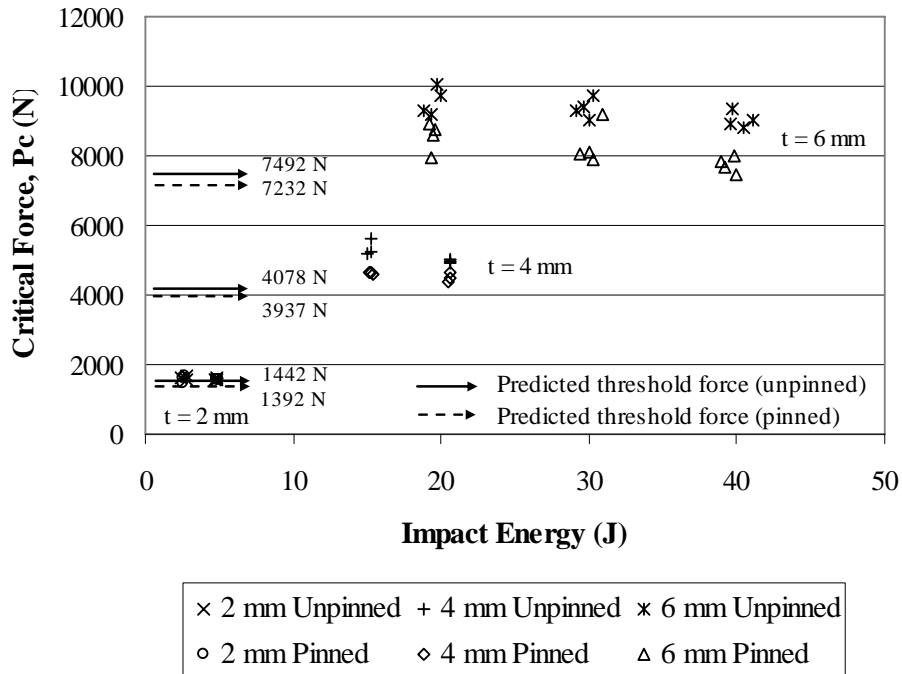 12000
10000
8000
6000
4000
2000
0
Critical Force, Pc (N)
7492 N
7232 N
t = 6 mm
4078 N
3937 N
t = 4 mm
1442 N
1392 N
t = 2 mm
Predicted threshold force (unpinned)
Predicted threshold force (pinned)
0 10 20 30 40 50
Impact Energy (J)
2 mm Unpinned 4 mm Unpinned 6 mm Unpinned
2 mm Pinned 4 mm Pinned 6 mm Pinned